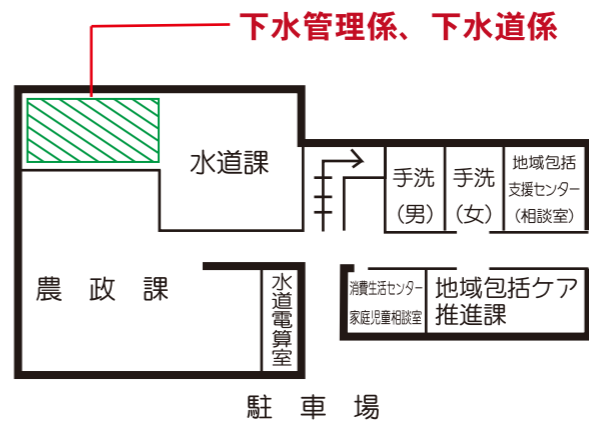 下水管理係、下水道係
水道課
手洗
(男)
手洗
(女)
地域包括
支援センター
(相談室)
農政課
水道電算室
消費生活センター
家庭児童相談室
地域包括ケア
推進課
駐車場